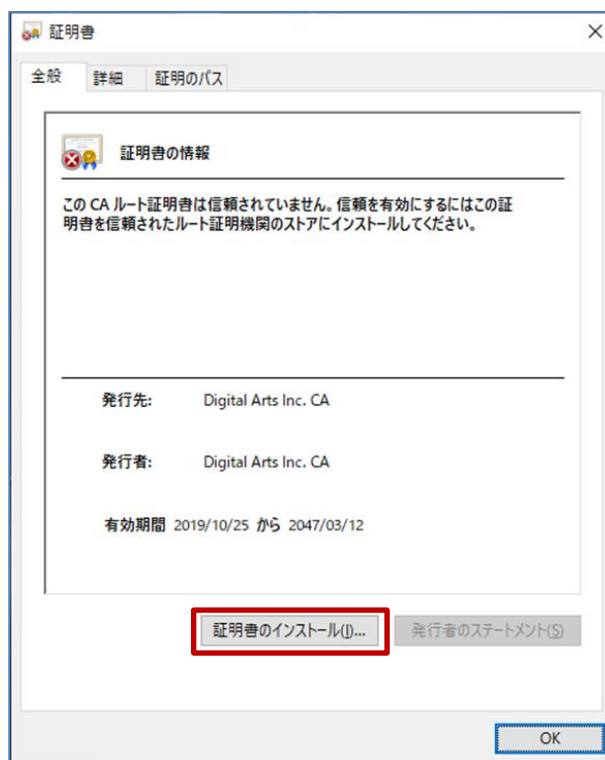 証明書
全般 詳細 証明のパス
証明書の情報
この CA ルート証明書は信頼されていません。信頼を有効にするにはこの証
明書を信頼されたルート証明機関のストアにインストールしてください。
発行先: Digital Arts Inc. CA
発行者: Digital Arts Inc. CA
有効期間 2019/10/25 から 2047/03/12
証明書のインストール(I)... 発行者のステートメント(S)
OK